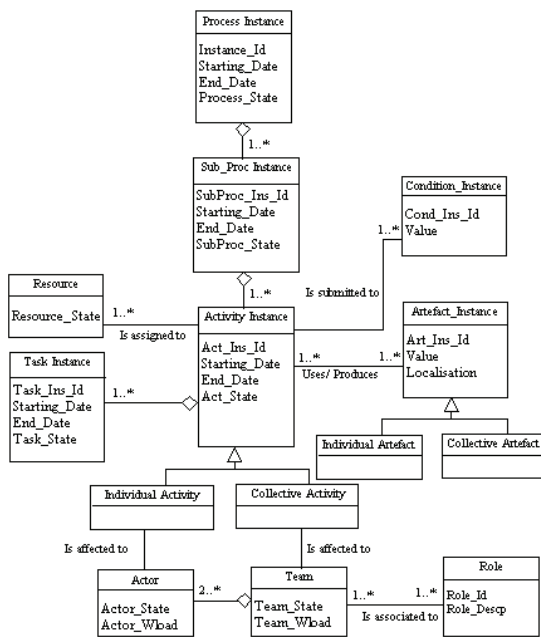 Process Instance
Instance_Id
Starting_Date
End_Date
Process_State
1..*
Sub_Proc Instance
SubProc_Ins_Id
Starting_Date
End_Date
SubProc_State
1..*
Condition_Instance
Cond_Ins_Id
Value
1..*
Is submitted to
Resource
Resource_State
1..*
Is assigned to
Activity Instance
Act_Ins_Id
Starting_Date
End_Date
Act_State
1..*
1..*
Uses/ Produces
Artefact_Instance
Art_Ins_Id
Value
Localisation
Task Instance
Task_Ins_Id
Starting_Date
End_Date
Task_State
1..*
Individual Artefact
Collective Artefact
Individual Activity
Collective Activity
Is affected to
Is affected to
Actor
Actor_State
Actor_Wload
2..*
Team
Team_State
Team_Wload
1..*
1..*
Is associated to
Role
Role_Id
Role_Descp